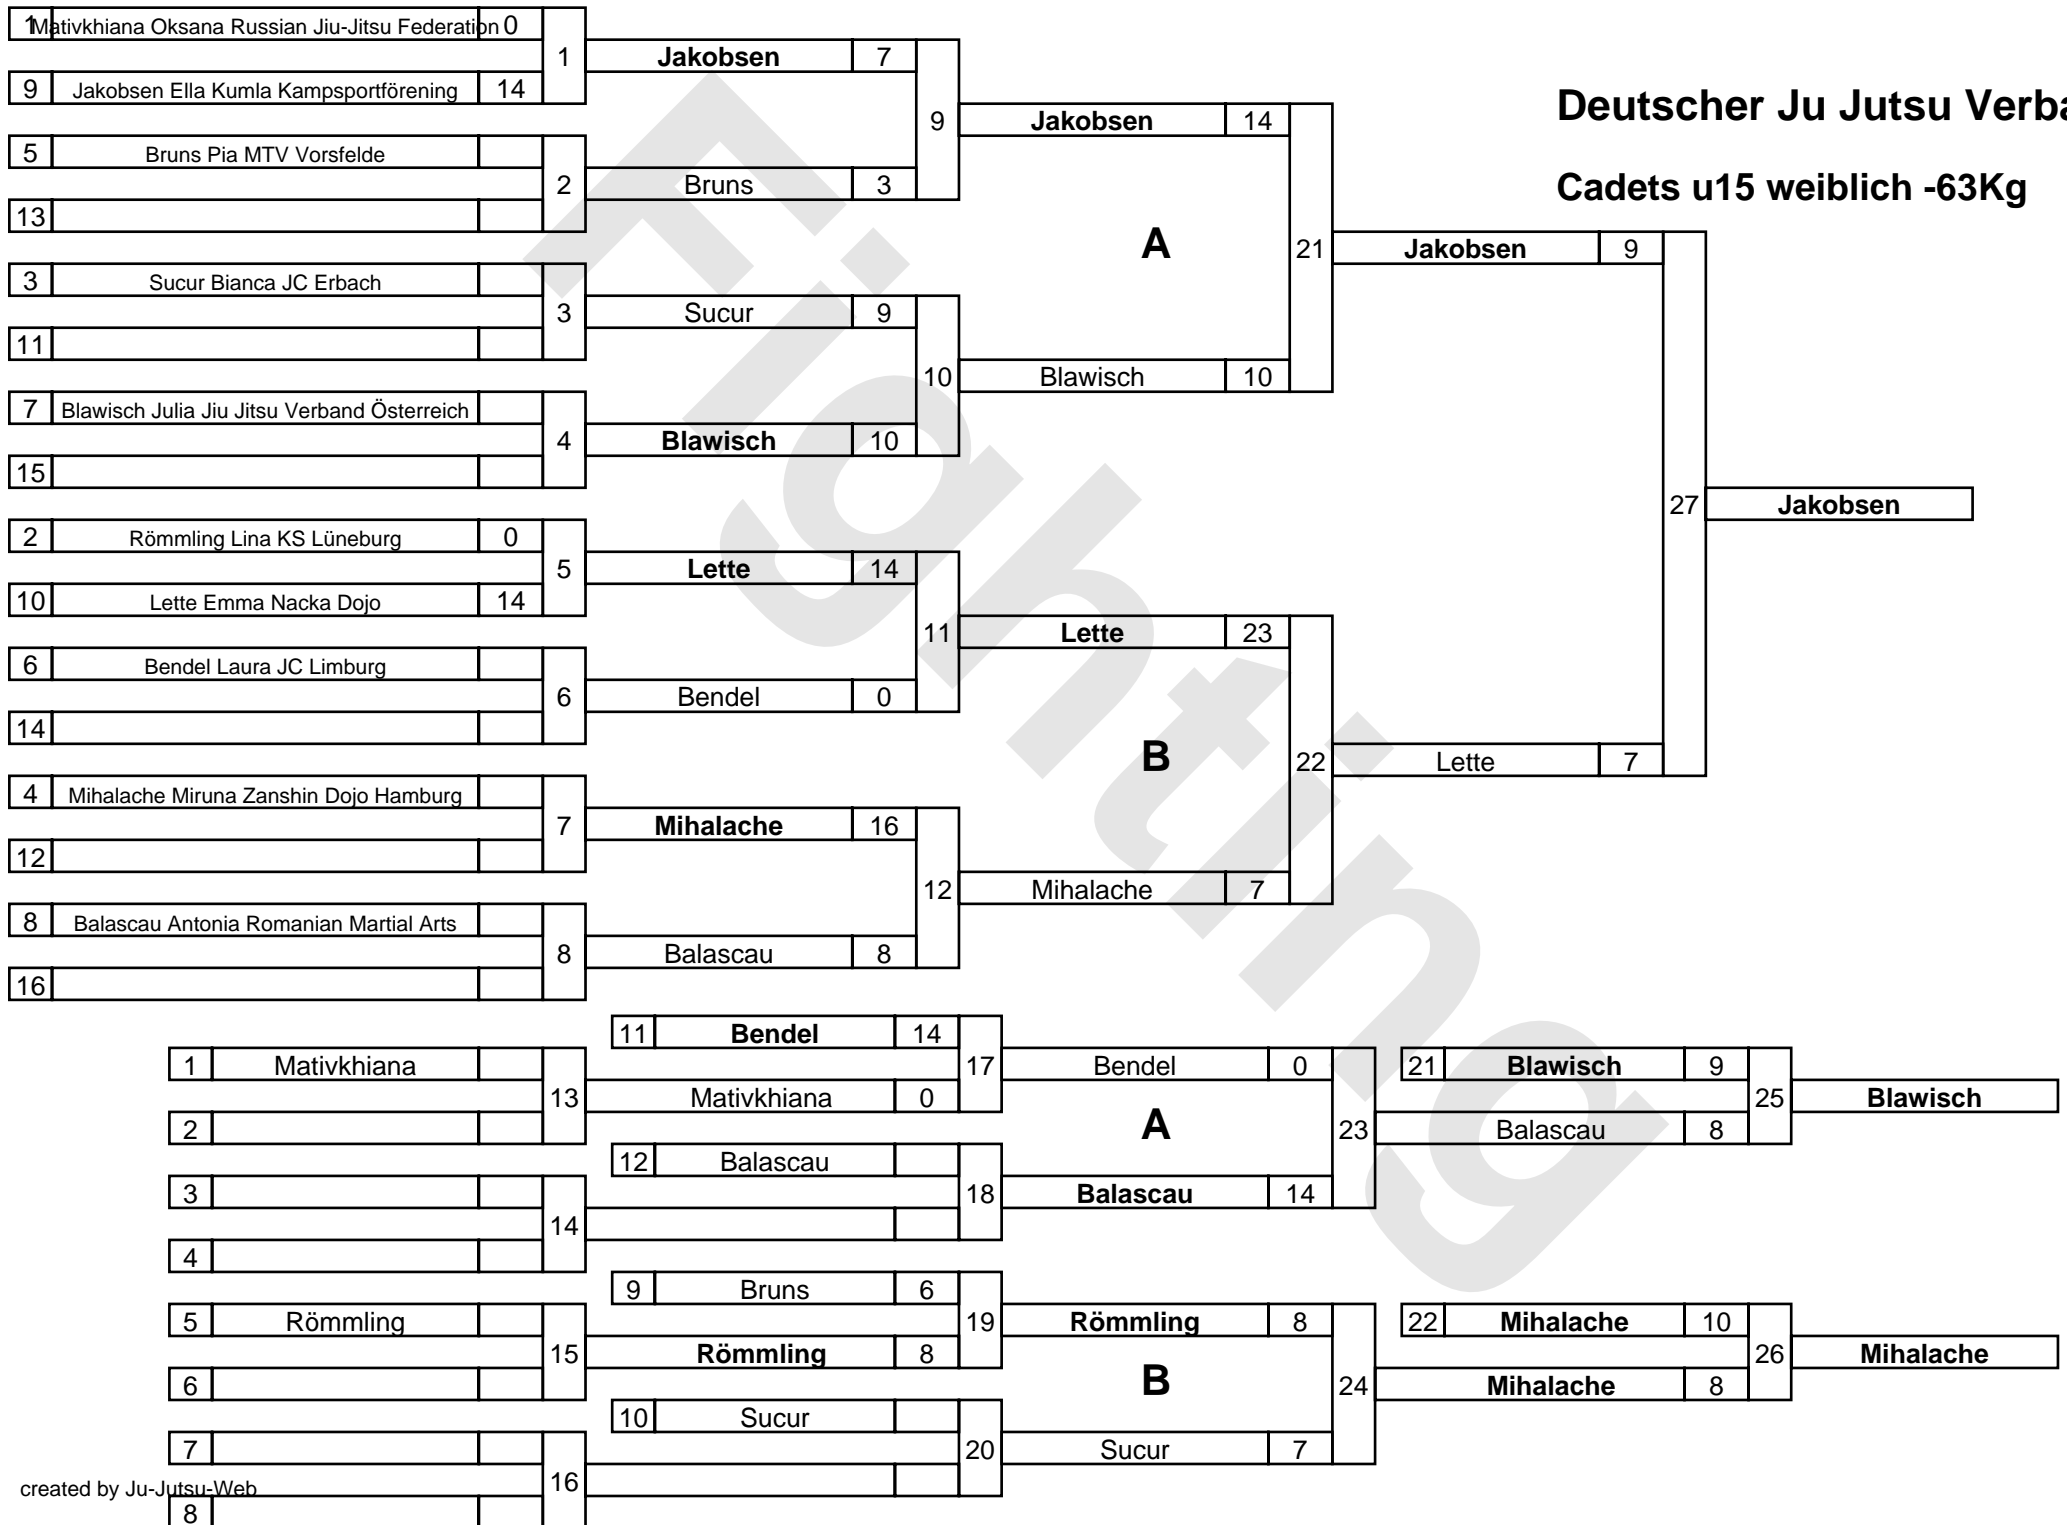 Deutscher Ju Jutsu Verba
Cadets u15 weiblich -63Kg
1 Mativkhiana Oksana Russian Jiu-Jitsu Federation 0
9 Jakobsen Ella Kumla Kampsportförening 14
1
5 Bruns Pia MTV Vorsfelde
13
2
3 Sucur Bianca JC Erbach
11
3
7 Blawisch Julia Jiu Jitsu Verband Österreich
15
4
2 Römmling Lina KS Lüneburg 0
10 Lette Emma Nacka Dojo 14
5
6 Bendel Laura JC Limburg
14
6
4 Mihalache Miruna Zanshin Dojo Hamburg
12
7
8 Balascau Antonia Romanian Martial Arts
16
8
Jakobsen 7
Bruns 3
9
Sucur 9
Blawisch 10
10
Lette 14
Bendel 0
11
Mihalache 16
Balascau 8
12
Jakobsen 14
A
Blawisch 10
21
Lette 23
B
Mihalache 7
22
Jakobsen 9
Lette 7
27
Jakobsen
Fighting
1 Mativkhiana
2
13
3
4
14
5 Römmling
6
15
7
8
16
11 Bendel 14
Mativkhiana 0
17
12 Balascau
18
9 Bruns 6
Römmling 8
19
10 Sucur
20
Bendel 0
A
Balascau 14
23
Römmling 8
B
Sucur 7
24
21 Blawisch 9
Balascau 8
25
Blawisch
22 Mihalache 10
Mihalache 8
26
Mihalache
created by Ju-Jutsu-Web